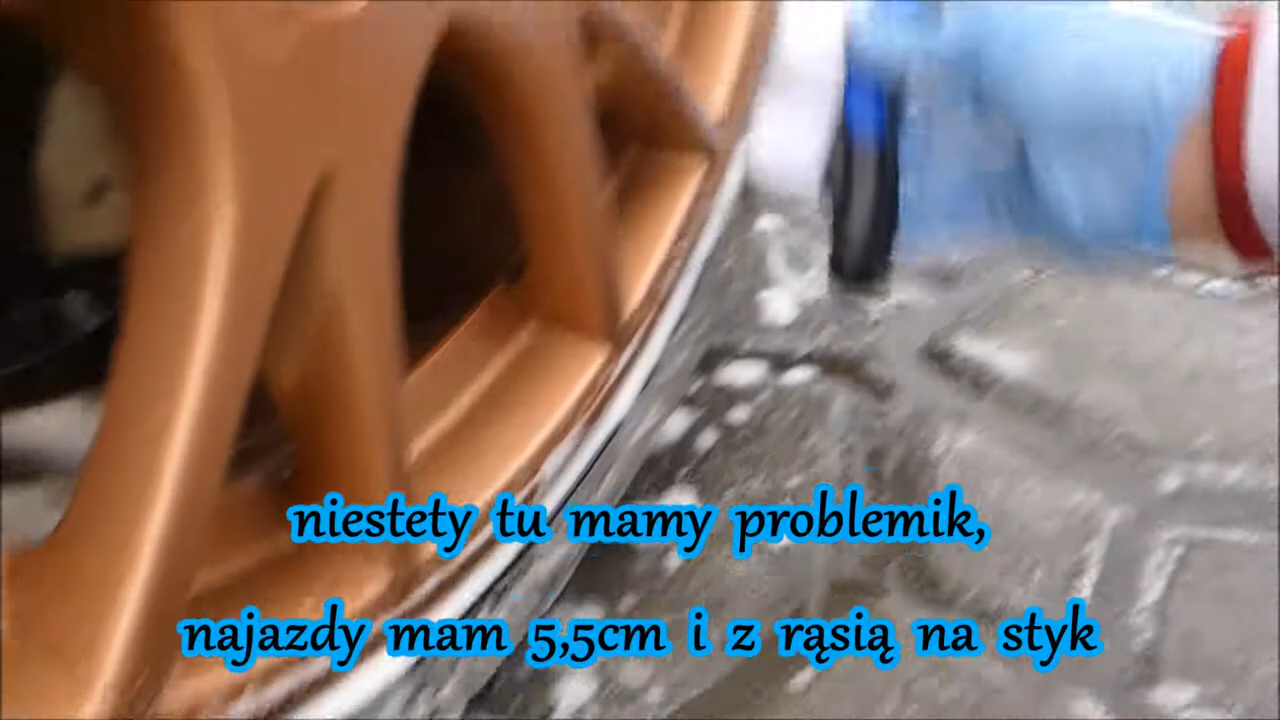 niestety tu mamy problemik,
najazdy mam 5,5cm i z rąsią na styk